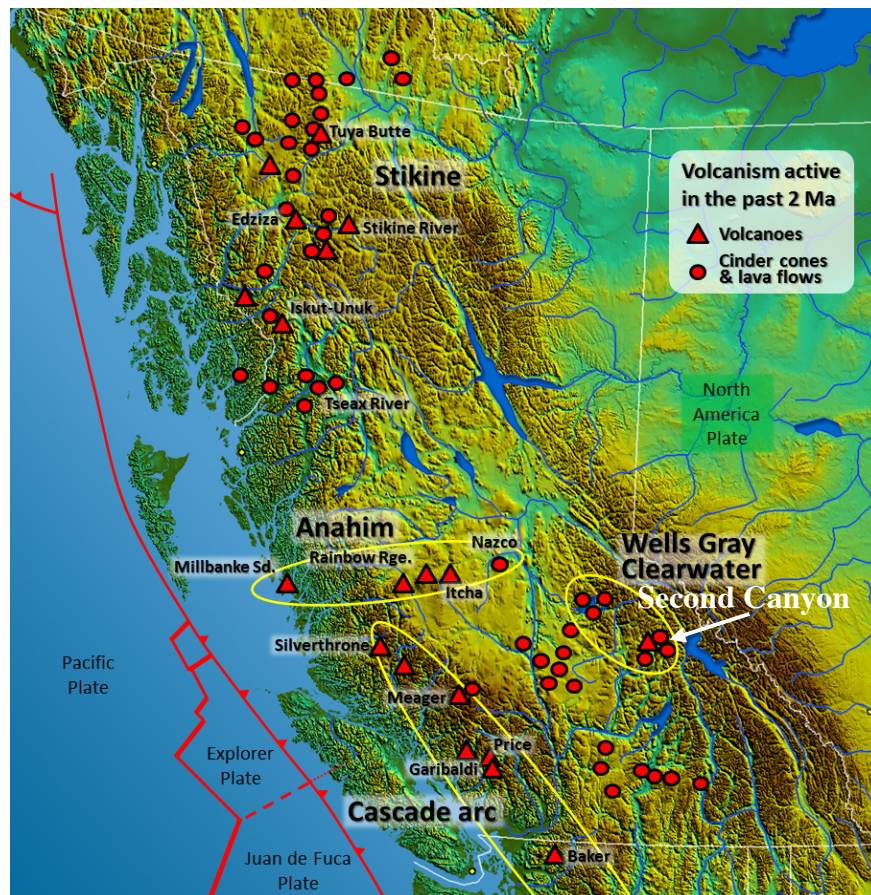 Tuya Butte
Stikine
Volcanism active
in the past 2 Ma
Volcanoes
Cinder cones
& lava flows
Edziza
Stikine River
Iskut-Unuk
Tseax River
North
America
Plate
Anahim
Nazco
Rainbow Rge.
Millbanke Sd.
Itcha
Wells Gray
Clearwater
Second Canyon
Silverthrone
Pacific
Plate
Meager
Price
Garibaldi
Explorer
Plate
Cascade arc
Baker
Juan de Fuca
Plate